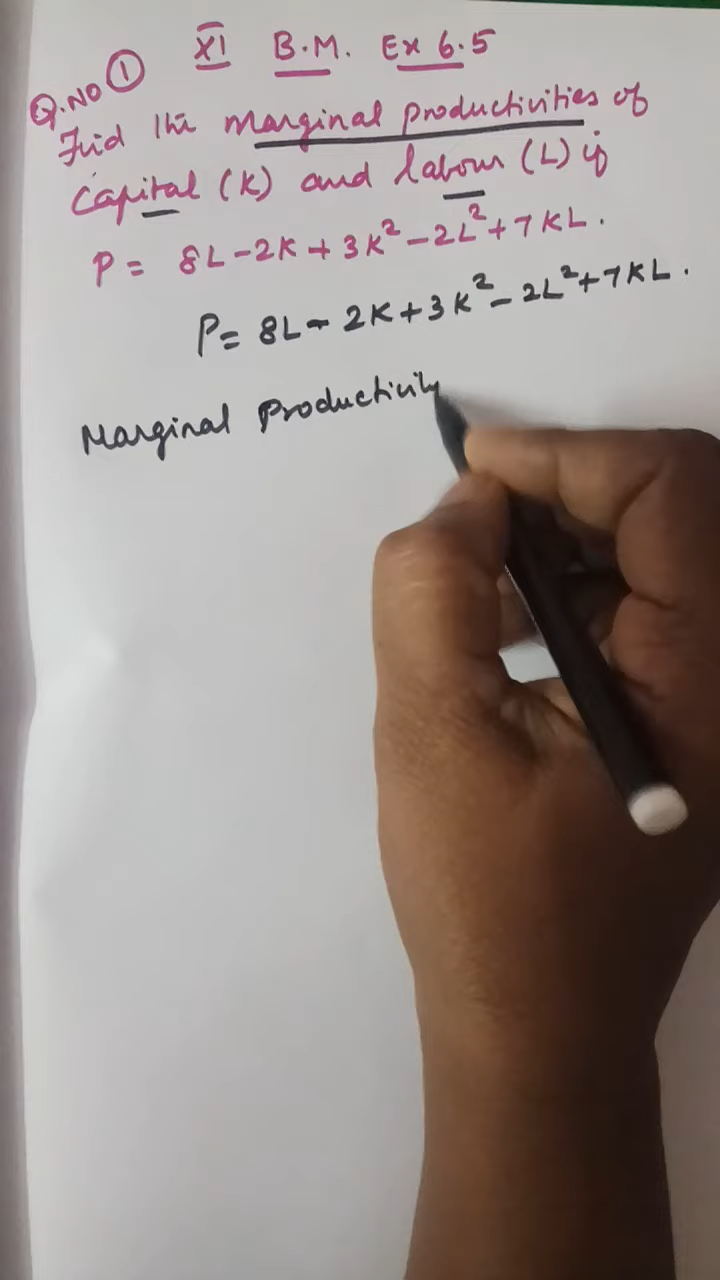 XI B.M. Ex 6.5
Q.NO 1
Find the marginal productivities of
Capital (K) and labour (L) if
P = 8L - 2K + 3K² - 2L² + 7KL.
P = 8L - 2K + 3K² - 2L² + 7KL.
Marginal Productivity